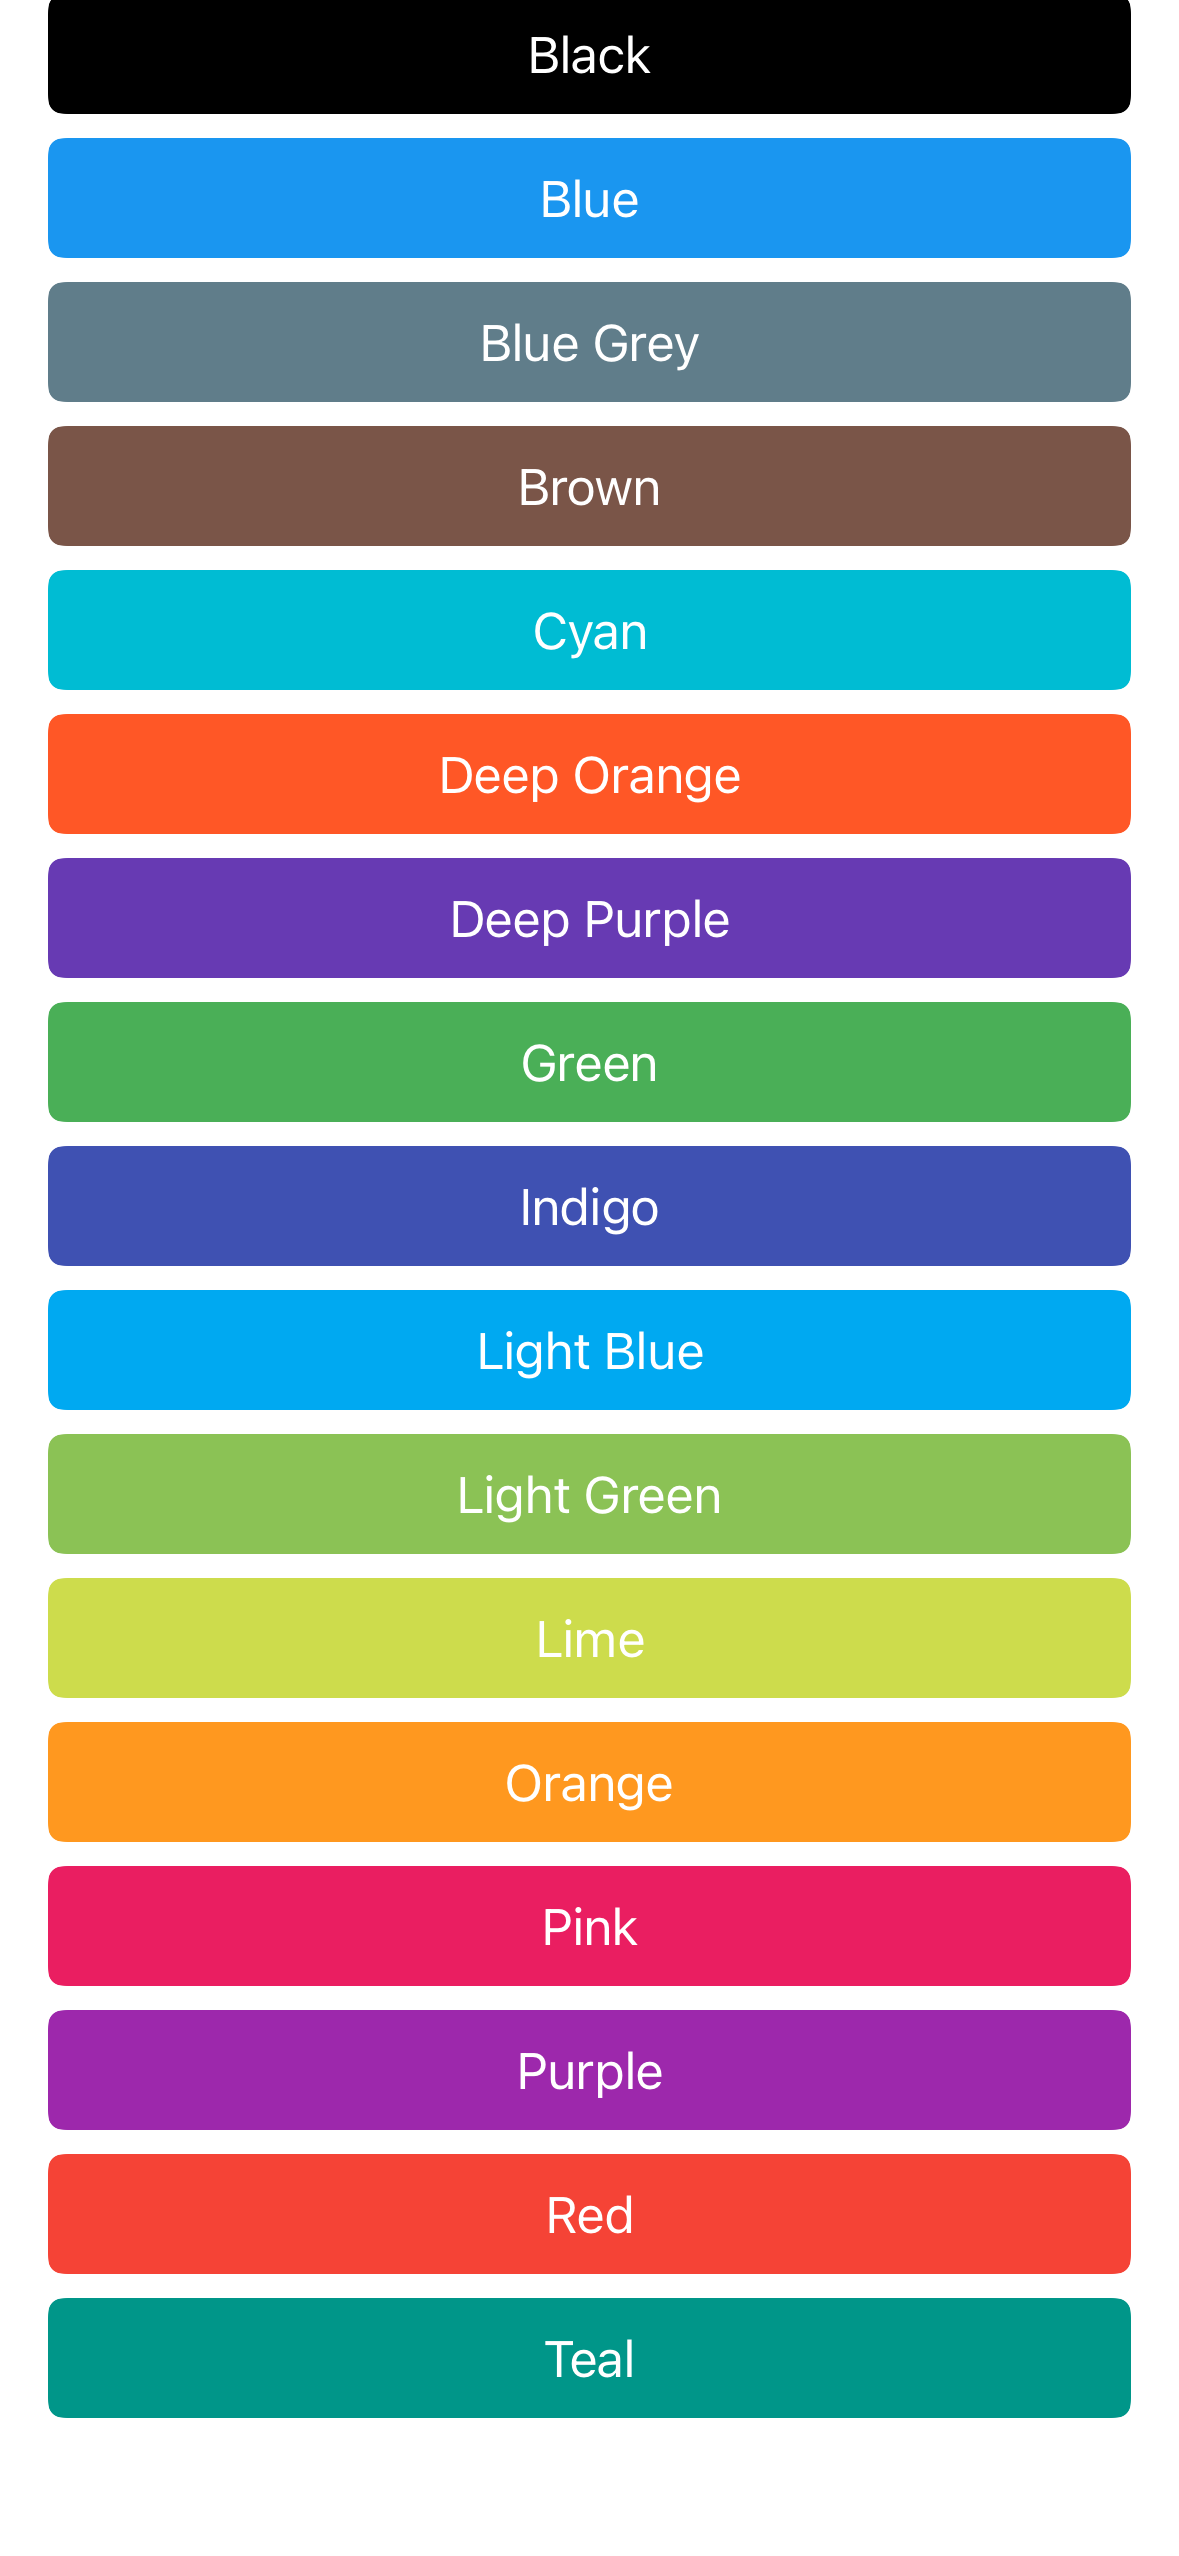 Black
Blue
Blue Grey
Brown
Cyan
Deep Orange
Deep Purple
Green
Indigo
Light Blue
Light Green
Lime
Orange
Pink
Purple
Red
Teal